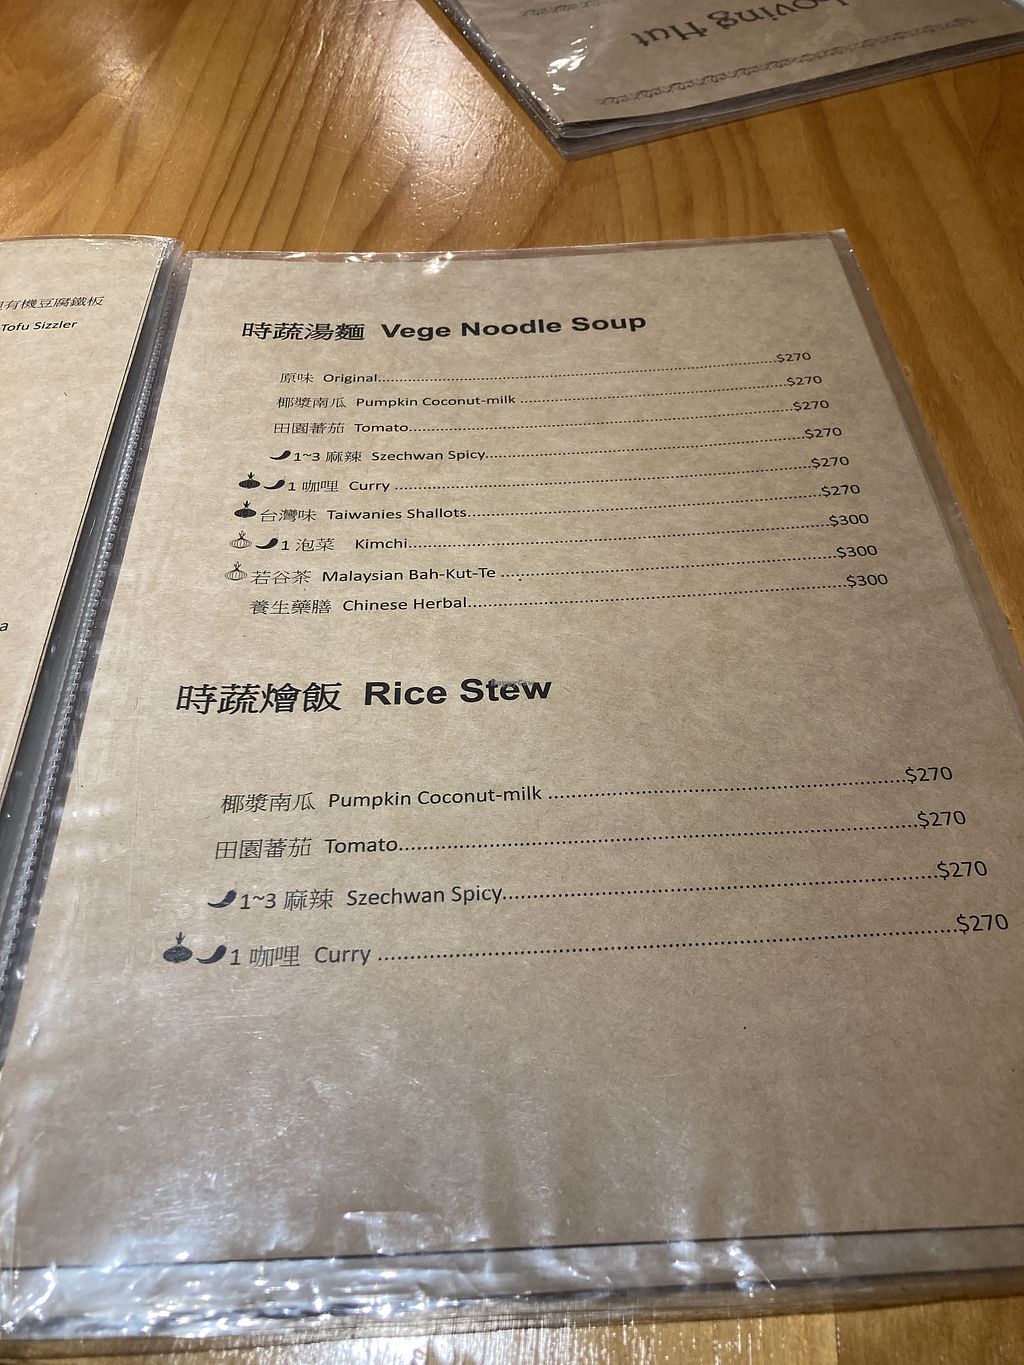 Loving Hut
有機豆腐鐵板
Tofu Sizzler
時蔬湯麵 Vege Noodle Soup
原味 Original..........$270
椰漿南瓜 Pumpkin Coconut-milk ..........$270
田園蕃茄 Tomato..........$270
1~3 麻辣 Szechwan Spicy..........$270
1 咖哩 Curry ..........$270
台灣味 Taiwanies Shallots..........$270
1 泡菜 Kimchi..........$300
若谷茶 Malaysian Bah-Kut-Te ..........$300
養生藥膳 Chinese Herbal..........$300
時蔬燴飯 Rice Stew
椰漿南瓜 Pumpkin Coconut-milk ..........$270
田園蕃茄 Tomato..........$270
1~3 麻辣 Szechwan Spicy..........$270
1 咖哩 Curry ..........$270